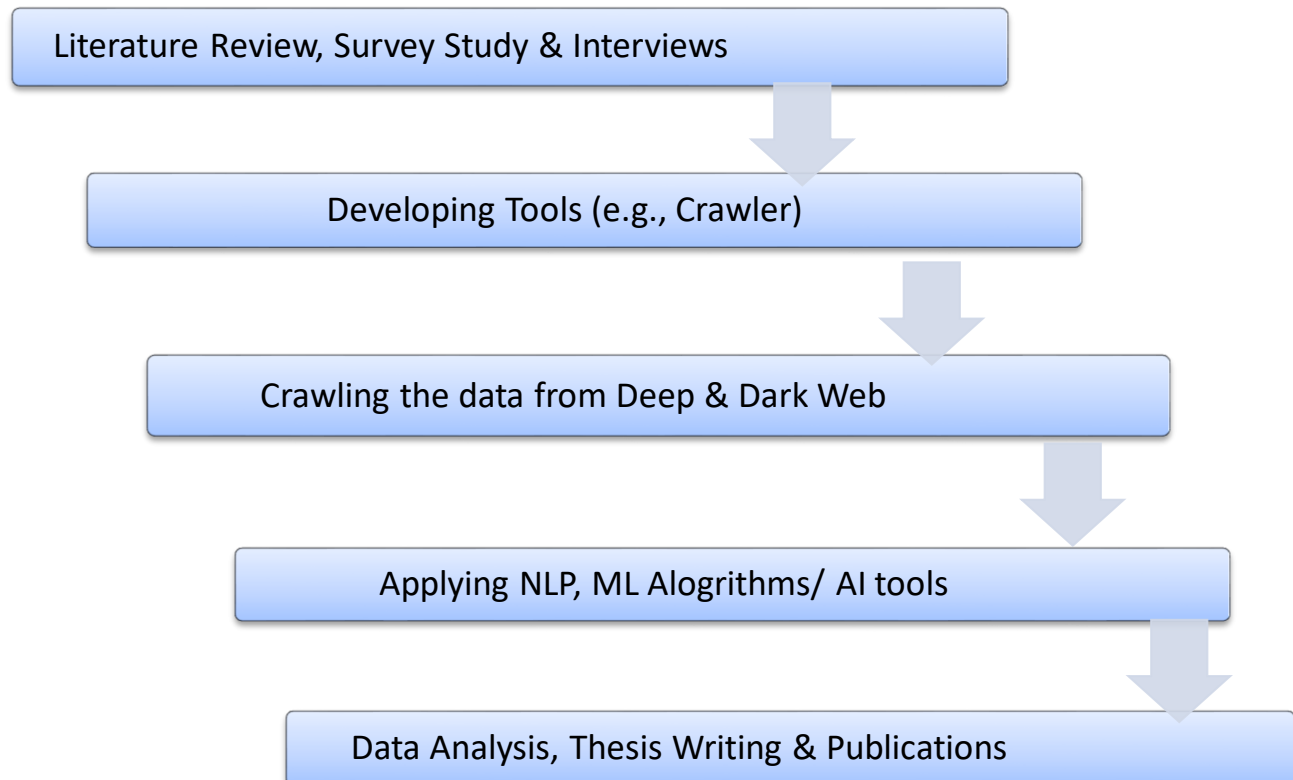 Literature Review, Survey Study & Interviews
Developing Tools (e.g., Crawler)
Crawling the data from Deep & Dark Web
Applying NLP, ML Alogrithms/ AI tools
Data Analysis, Thesis Writing & Publications